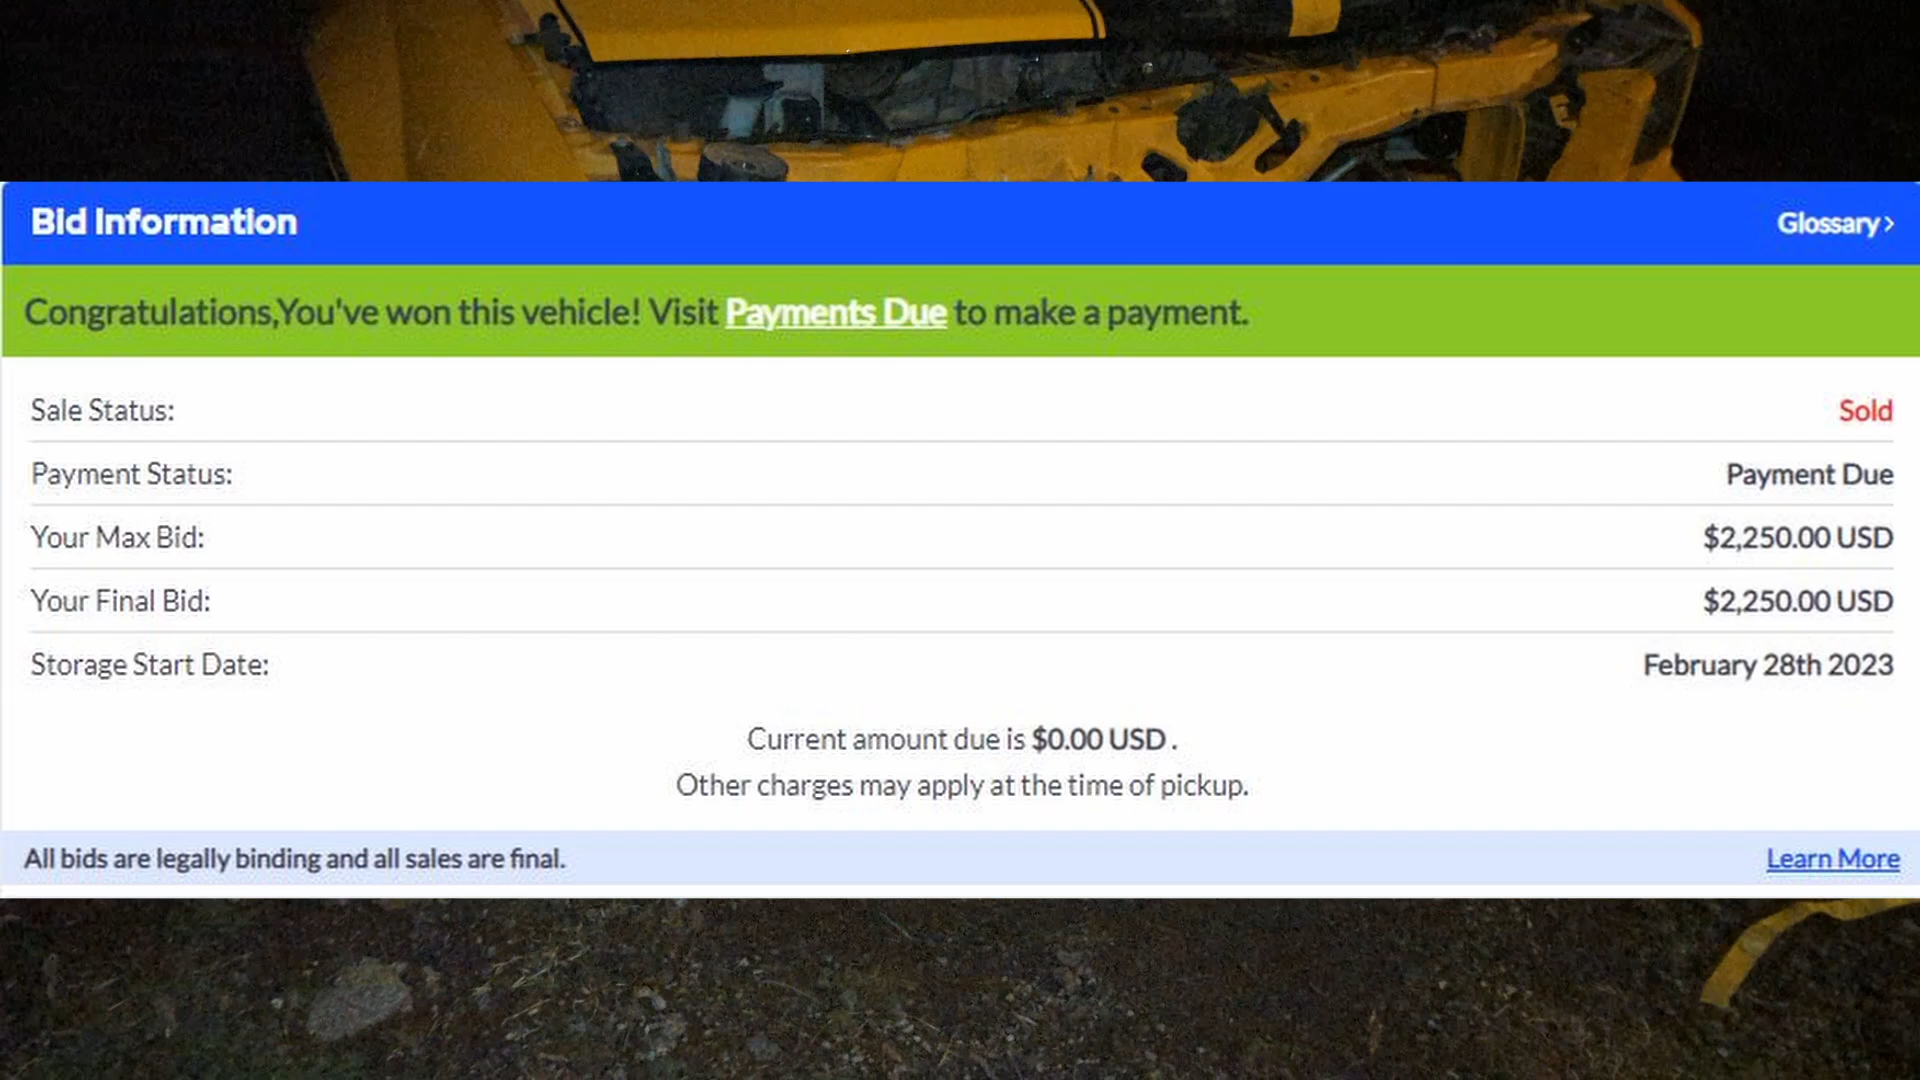 Bid Information
Glossary >
Congratulations,You've won this vehicle! Visit Payments Due to make a payment.
Sale Status: Sold
Payment Status: Payment Due
Your Max Bid: $2,250.00 USD
Your Final Bid: $2,250.00 USD
Storage Start Date: February 28th 2023
Current amount due is $0.00 USD .
Other charges may apply at the time of pickup.
All bids are legally binding and all sales are final. Learn More